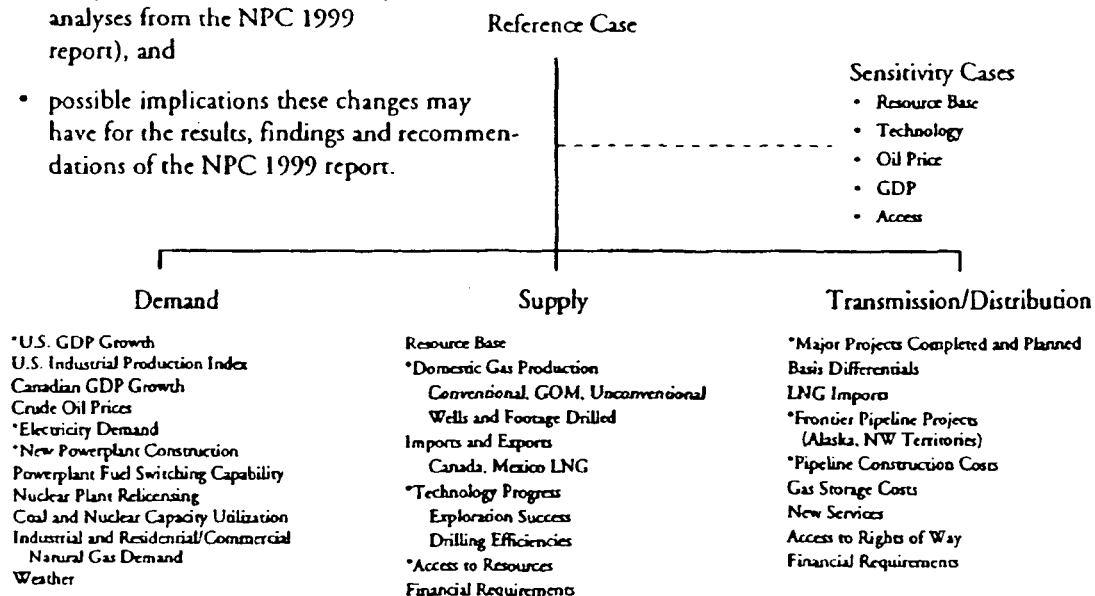 analyses from the NPC 1999
report), and
• possible implications these changes may
have for the results, findings and recommen-
dations of the NPC 1999 report.
Reference Case
Sensitivity Cases
• Resource Base
• Technology
• Oil Price
• GDP
• Access
Demand
*U.S. GDP Growth
U.S. Industrial Production Index
Canadian GDP Growth
Crude Oil Prices
*Electricity Demand
*New Powerplant Construction
Powerplant Fuel Switching Capability
Nuclear Plant Relicensing
Coal and Nuclear Capacity Utilization
Industrial and Residential/Commercial
Natural Gas Demand
Weather
Supply
Resource Base
*Domestic Gas Production
Conventional, GOM, Unconventional
Wells and Footage Drilled
Imports and Exports
Canada, Mexico LNG
*Technology Progress
Exploration Success
Drilling Efficiencies
*Access to Resources
Financial Requirements
Transmission/Distribution
*Major Projects Completed and Planned
Basis Differentials
LNG Imports
*Frontier Pipeline Projects
(Alaska, NW Territories)
*Pipeline Construction Costs
Gas Storage Costs
New Services
Access to Rights of Way
Financial Requirements